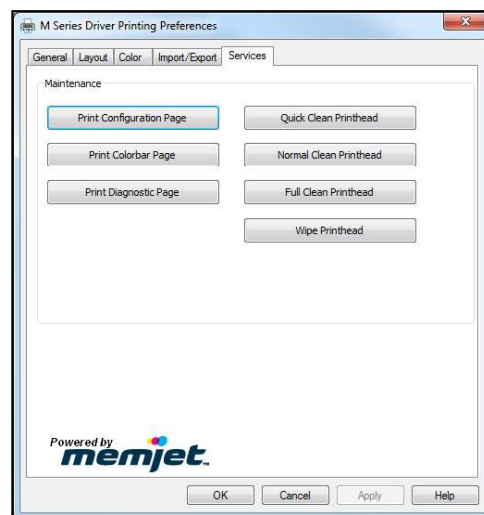 M Series Driver Printing Preferences
General Layout Color Import/Export Services
Maintenance
Print Configuration Page Quick Clean Printhead
Print Colorbar Page Normal Clean Printhead
Print Diagnostic Page Full Clean Printhead
Wipe Printhead
Powered by
memjet
OK Cancel Apply Help